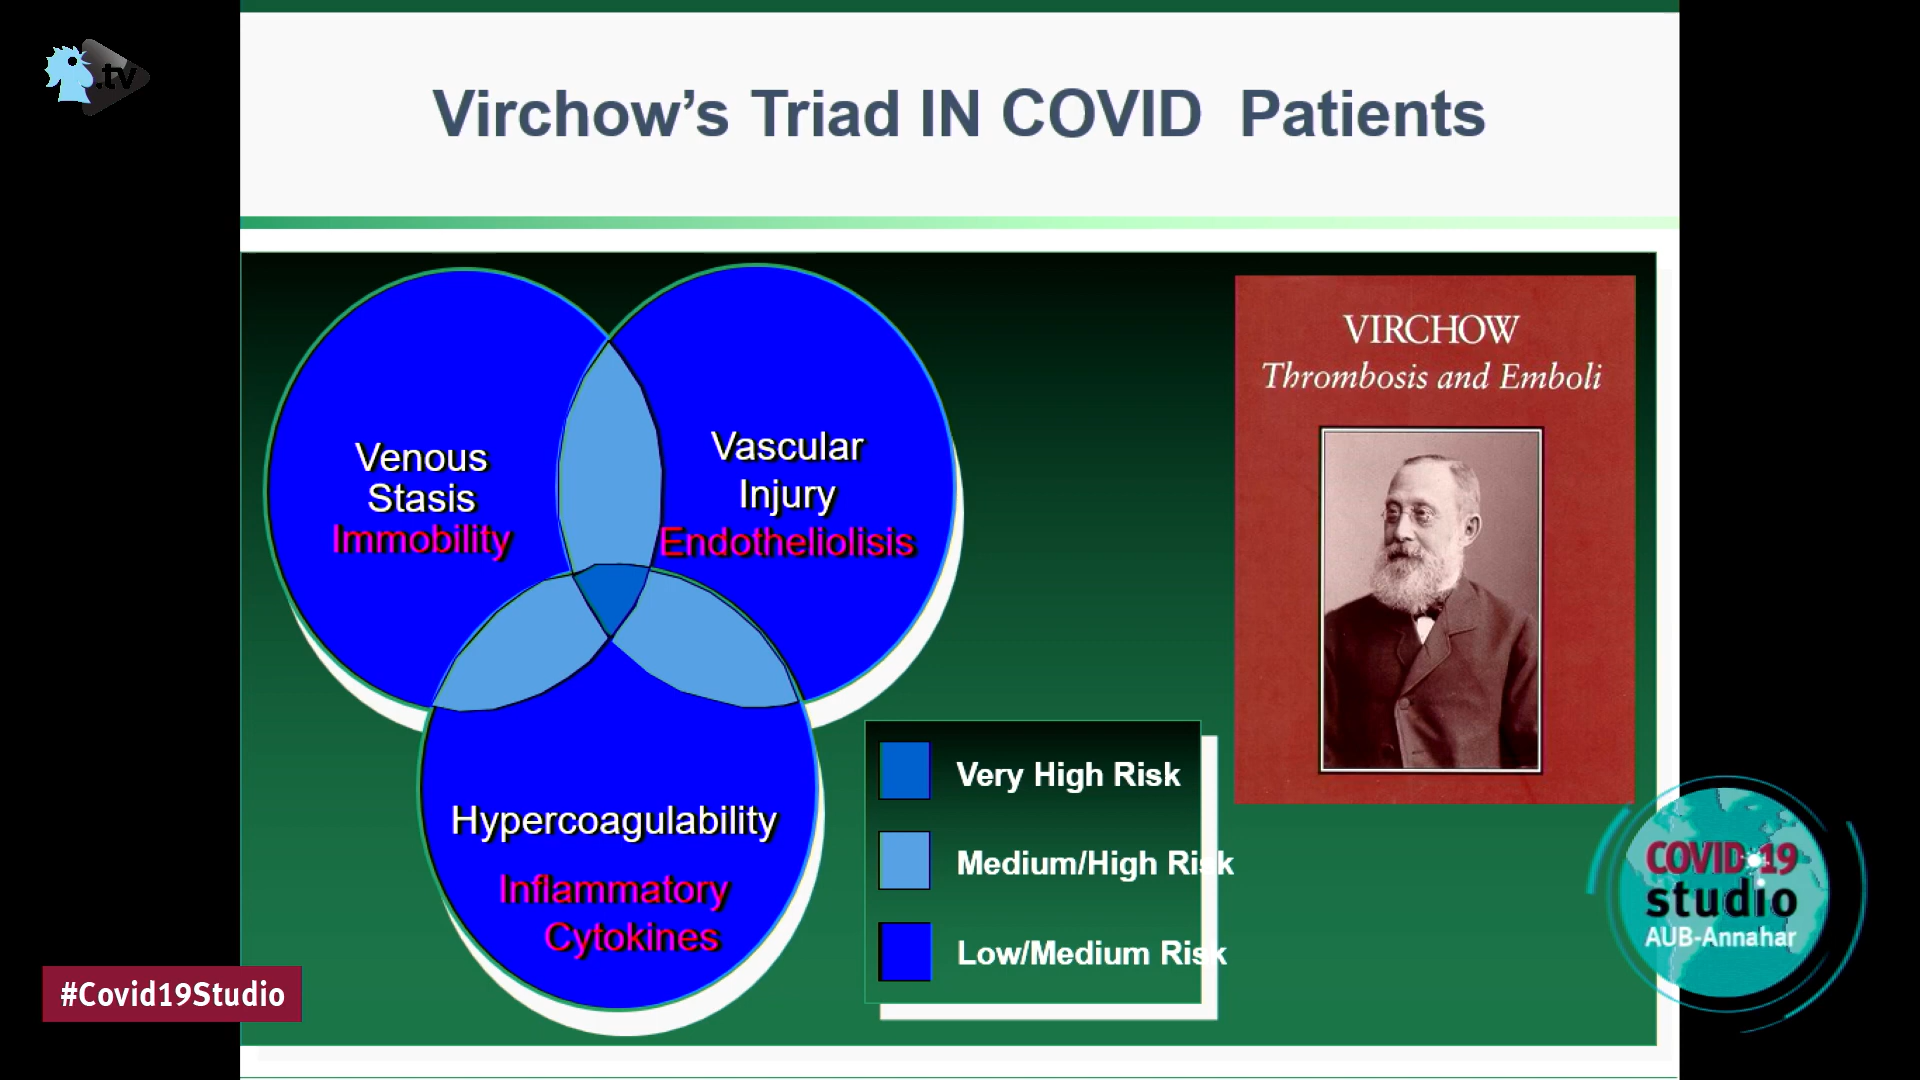 .tv
Virchow’s Triad IN COVID  Patients
Venous
Stasis
Immobility
Vascular
Injury
Endotheliolisis
Hypercoagulability
Inflammatory
Cytokines
Very High Risk
Medium/High Risk
Low/Medium Risk
VIRCHOW
Thrombosis and Emboli
COVID 19
studio
AUB-Annahar
#Covid19Studio